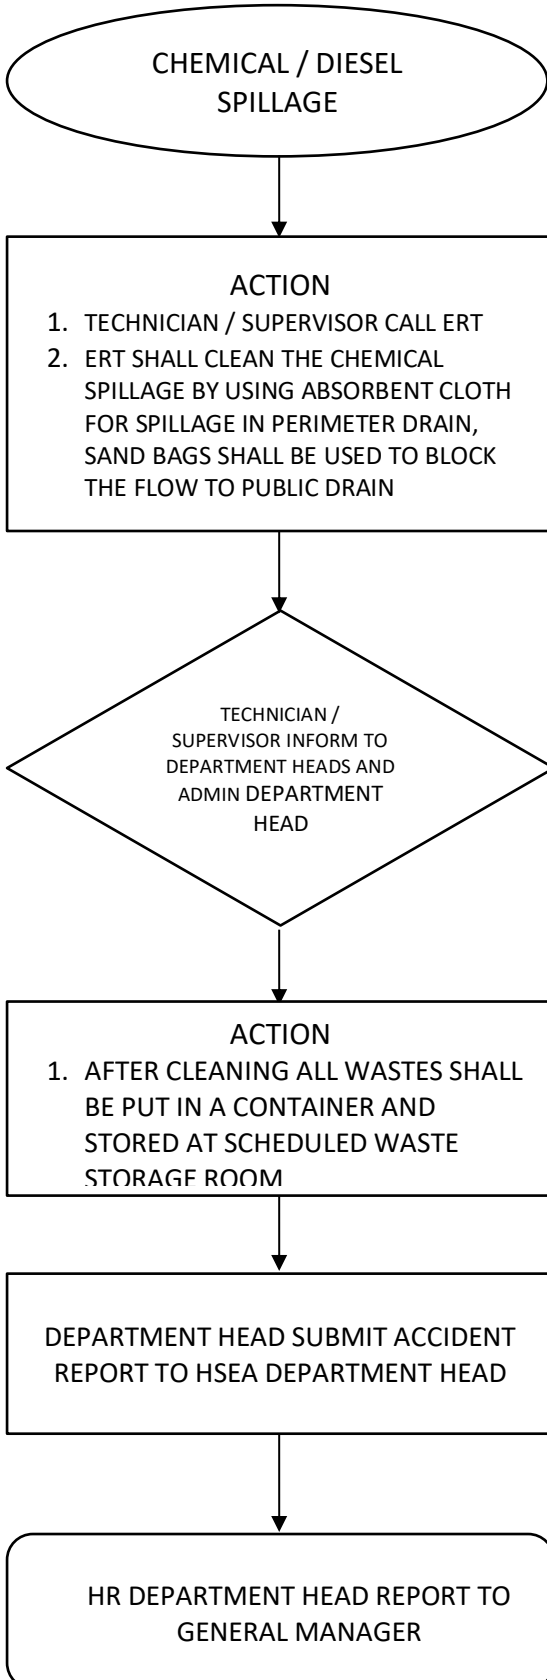 CHEMICAL / DIESEL
SPILLAGE
ACTION
1. TECHNICIAN / SUPERVISOR CALL ERT
2. ERT SHALL CLEAN THE CHEMICAL
SPILLAGE BY USING ABSORBENT CLOTH
FOR SPILLAGE IN PERIMETER DRAIN,
SAND BAGS SHALL BE USED TO BLOCK
THE FLOW TO PUBLIC DRAIN
TECHNICIAN /
SUPERVISOR INFORM TO
DEPARTMENT HEADS AND
ADMIN DEPARTMENT
HEAD
ACTION
1. AFTER CLEANING ALL WASTES SHALL
BE PUT IN A CONTAINER AND
STORED AT SCHEDULED WASTE
STORAGE ROOM
DEPARTMENT HEAD SUBMIT ACCIDENT
REPORT TO HSEA DEPARTMENT HEAD
HR DEPARTMENT HEAD REPORT TO
GENERAL MANAGER